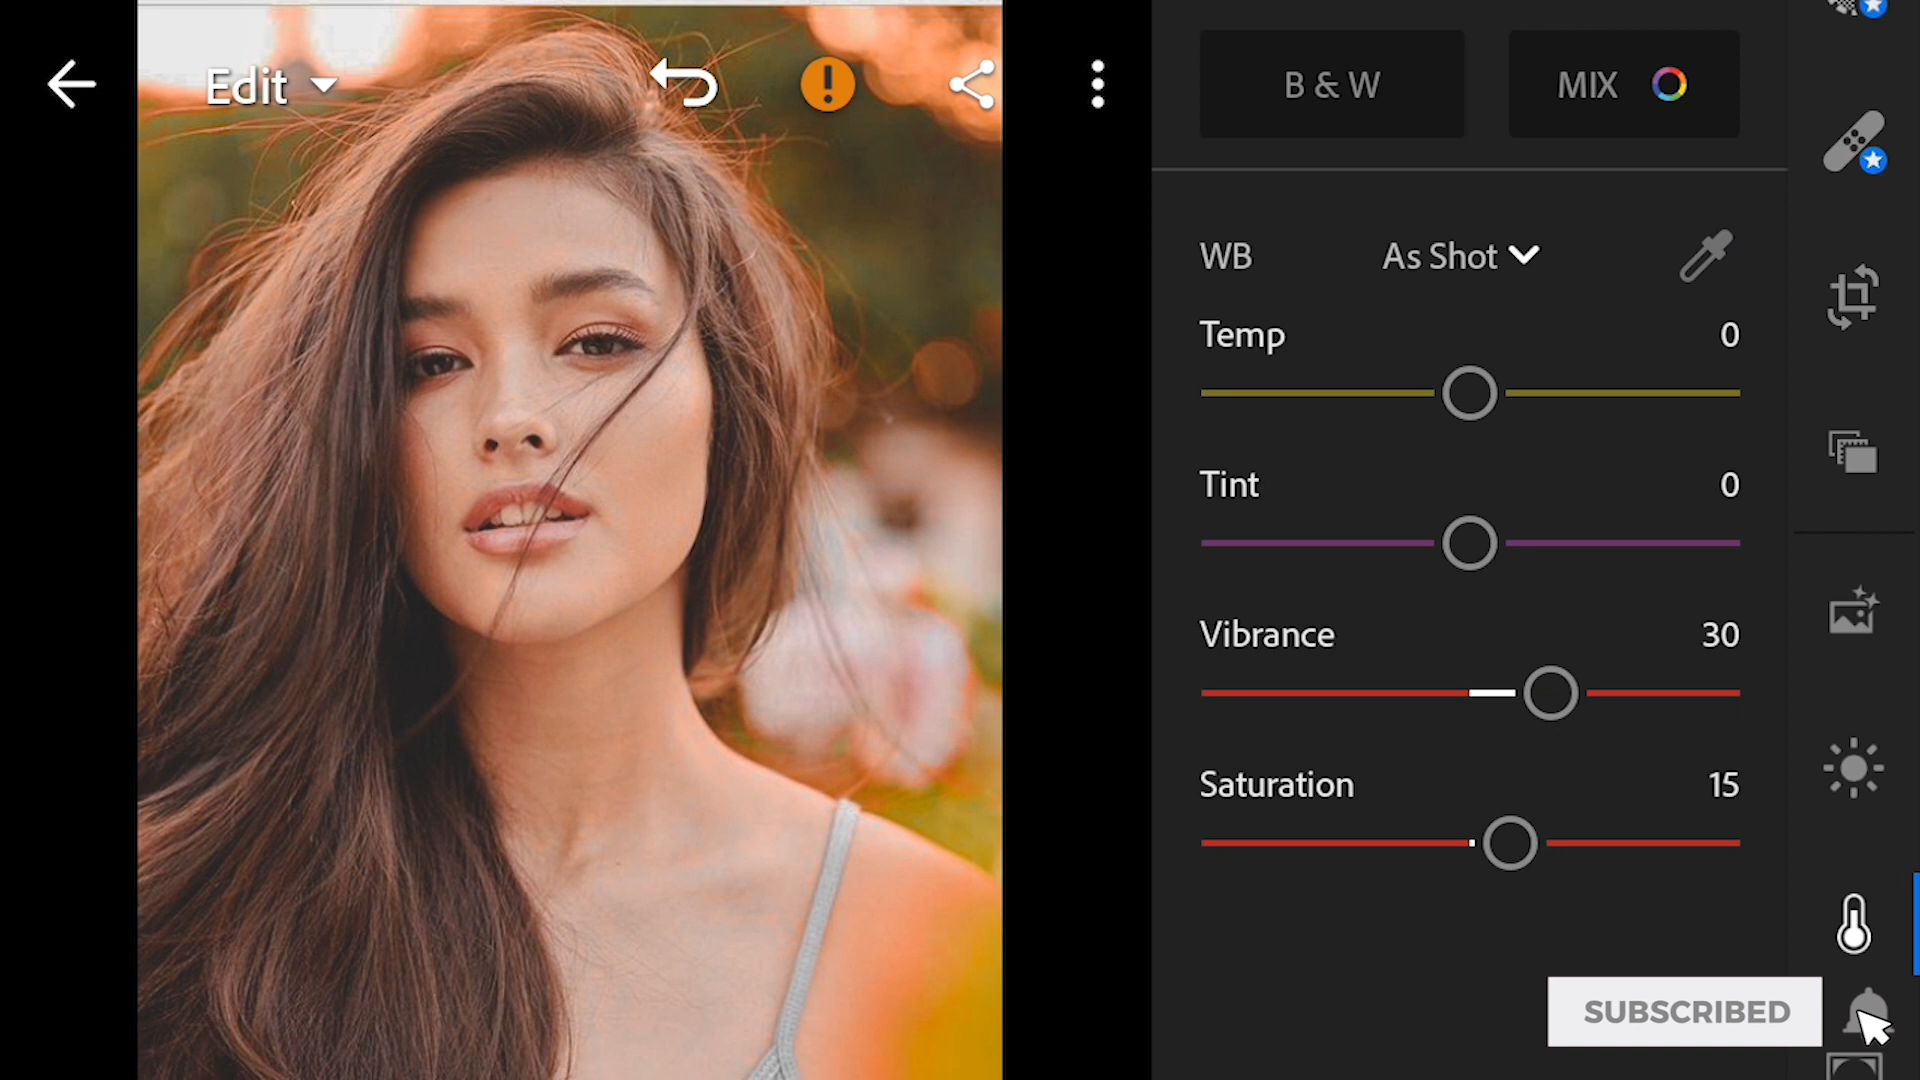 Edit
B & W
MIX
WB
As Shot
Temp
0
Tint
0
Vibrance
30
Saturation
15
SUBSCRIBED